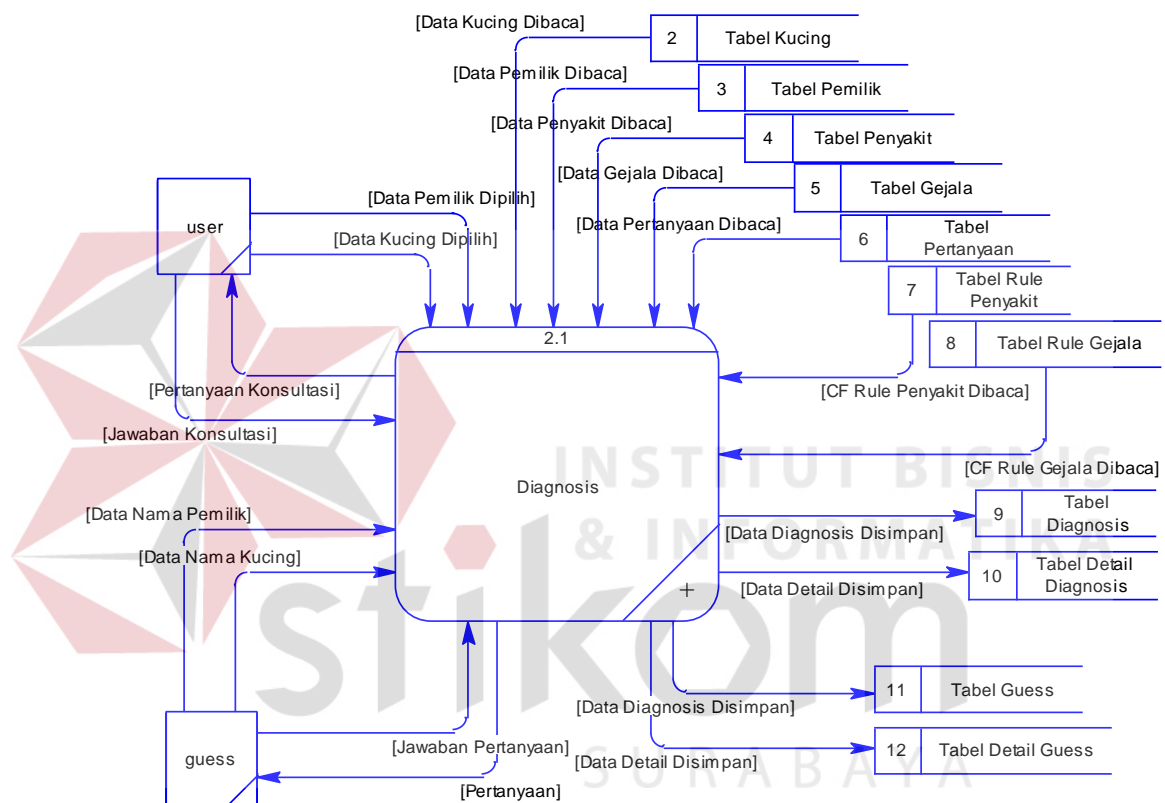 [Data Kucing Dibaca]
2 Tabel Kucing
[Data Pemilik Dibaca]
3 Tabel Pemilik
[Data Penyakit Dibaca]
4 Tabel Penyakit
[Data Gejala Dibaca]
5 Tabel Gejala
[Data Pemilik Dipilih]
user
[Data Pertanyaan Dibaca]
6 Tabel
Pertanyaan
[Data Kucing Dipilih]
7 Tabel Rule
Penyakit
2.1
8 Tabel Rule Gejala
[Pertanyaan Konsultasi]
[CF Rule Penyakit Dibaca]
[Jawaban Konsultasi]
INSTITUT BISNIS
[CF Rule Gejala Dibaca]
Diagnosis
[Data Nama Pemilik]
9 Tabel
Diagnosis
[Data Diagnosis Disimpan]
& INFORMATIKA
[Data Nama Kucing]
10 Tabel Detail
Diagnosis
[Data Detail Disimpan]
+
stikom
11 Tabel Guess
[Data Diagnosis Disimpan]
guess
[Jawaban Pertanyaan]
12 Tabel Detail Guess
[Data Detail Disimpan]
SURABAYA
[Pertanyaan]